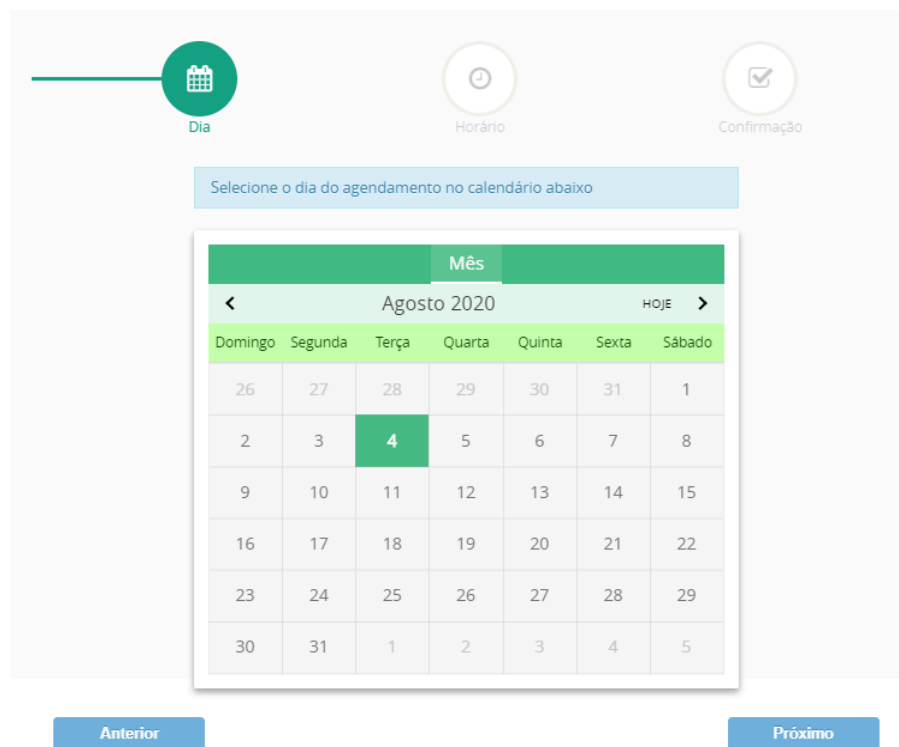 Dia Horário Confirmação
Selecione o dia do agendamento no calendário abaixo
Mês
Agosto 2020 HOJE
Domingo Segunda Terça Quarta Quinta Sexta Sábado
26 27 28 29 30 31 1
2 3 4 5 6 7 8
9 10 11 12 13 14 15
16 17 18 19 20 21 22
23 24 25 26 27 28 29
30 31 1 2 3 4 5
Anterior Próximo